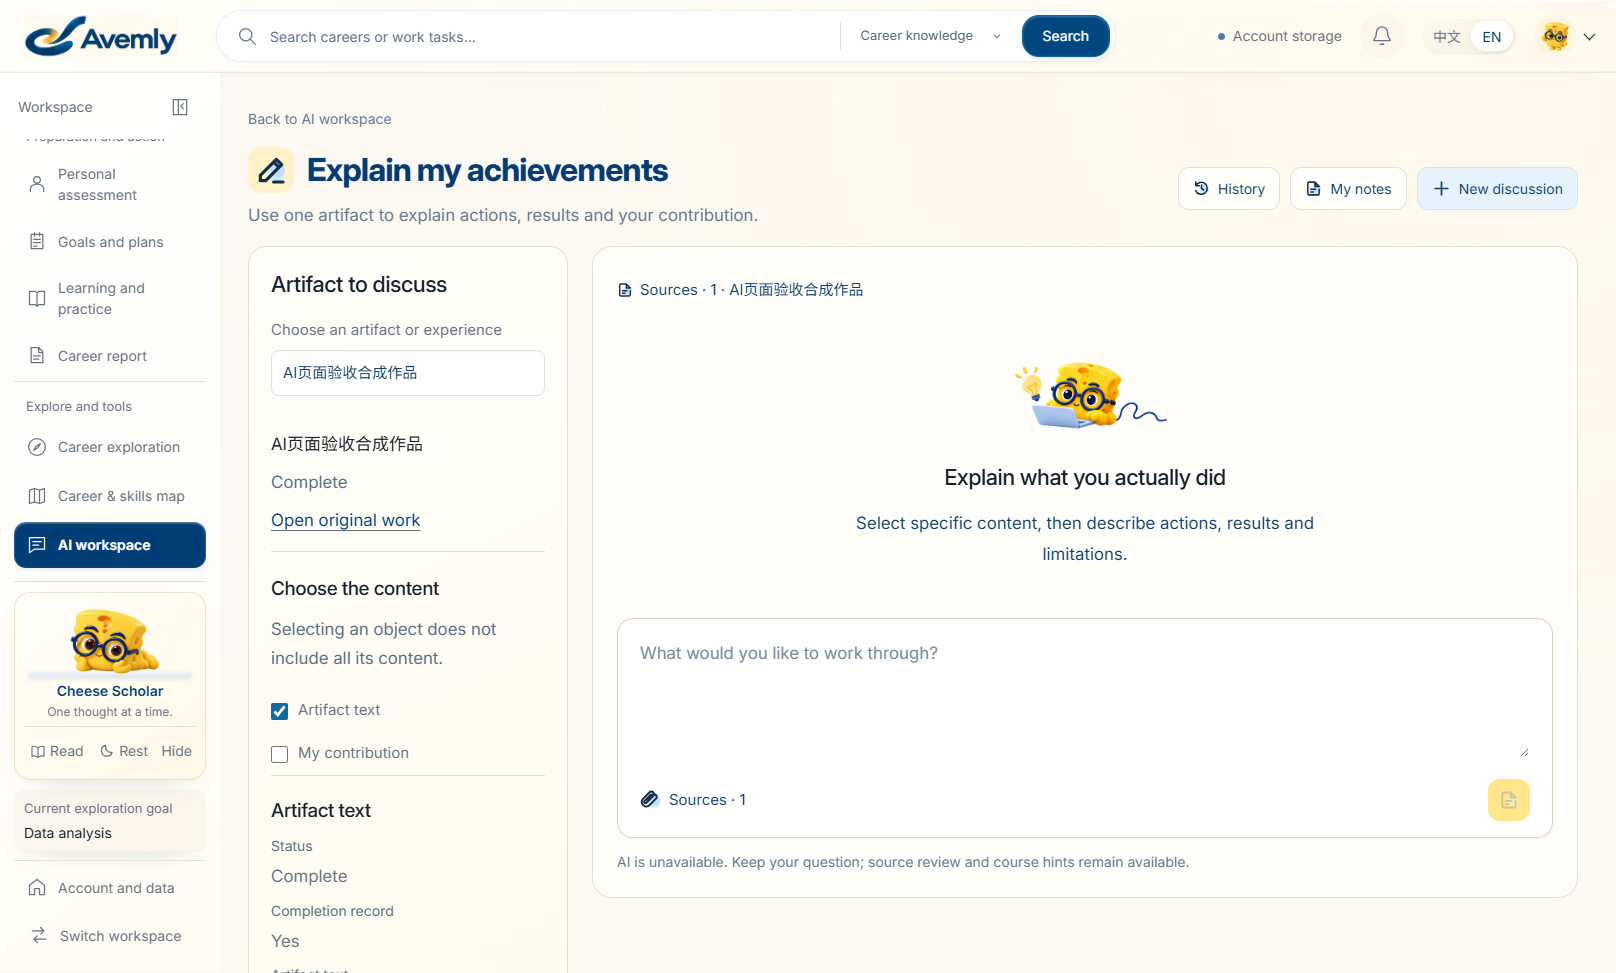 Avemly
Search careers or work tasks...
Career knowledge
Search
Account storage
中文
EN
Workspace
Preparation and action
Personal
assessment
Goals and plans
Learning and
practice
Career report
Explore and tools
Career exploration
Career & skills map
AI workspace
Cheese Scholar
One thought at a time.
Read
Rest
Hide
Current exploration goal
Data analysis
Account and data
Switch workspace
Back to AI workspace
Explain my achievements
Use one artifact to explain actions, results and your contribution.
History
My notes
New discussion
Artifact to discuss
Choose an artifact or experience
AI页面验收合成作品
AI页面验收合成作品
Complete
Open original work
Choose the content
Selecting an object does not
include all its content.
Artifact text
My contribution
Artifact text
Status
Complete
Completion record
Yes
Artifact text
Sources · 1 · AI页面验收合成作品
Explain what you actually did
Select specific content, then describe actions, results and
limitations.
What would you like to work through?
Sources · 1
AI is unavailable. Keep your question; source review and course hints remain available.